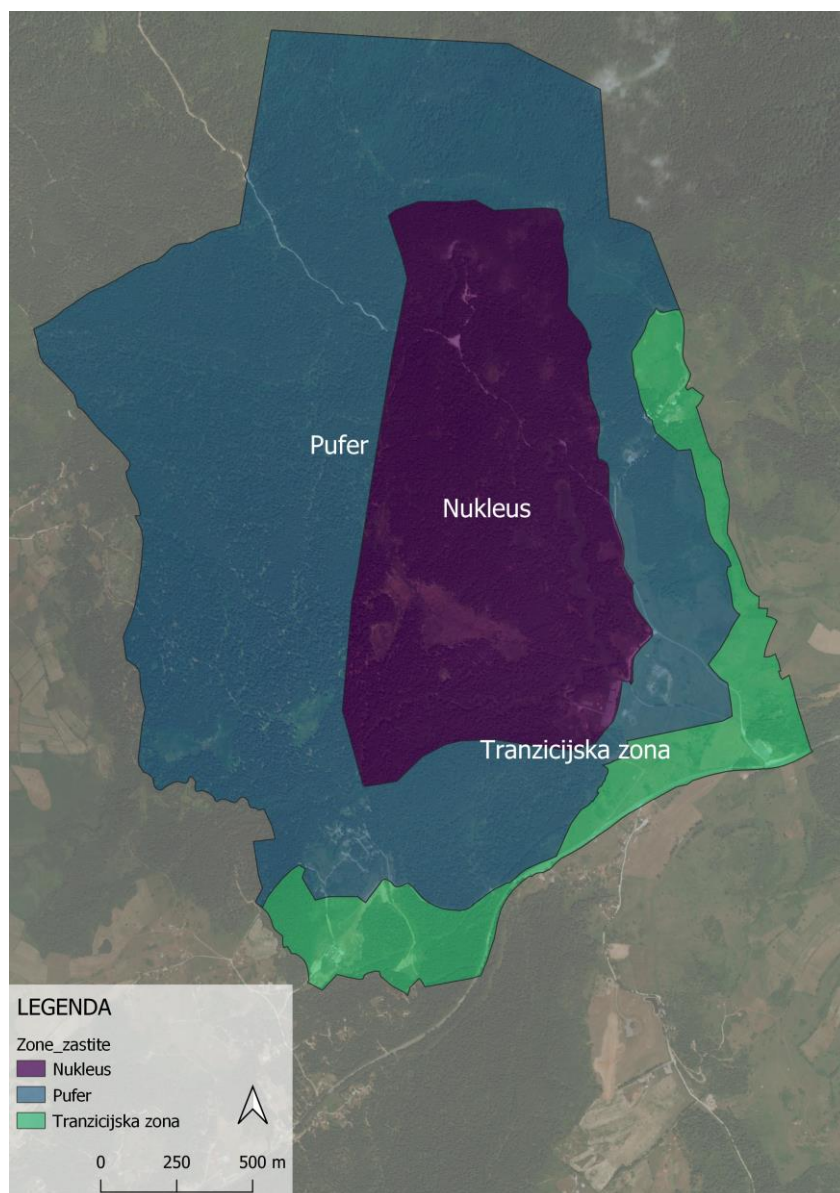 Pufer
Nukleus
Tranzicijska zona
LEGENDA
Zone_zastite
Nukleus
Pufer
Tranzicijska zona
0 250 500 m